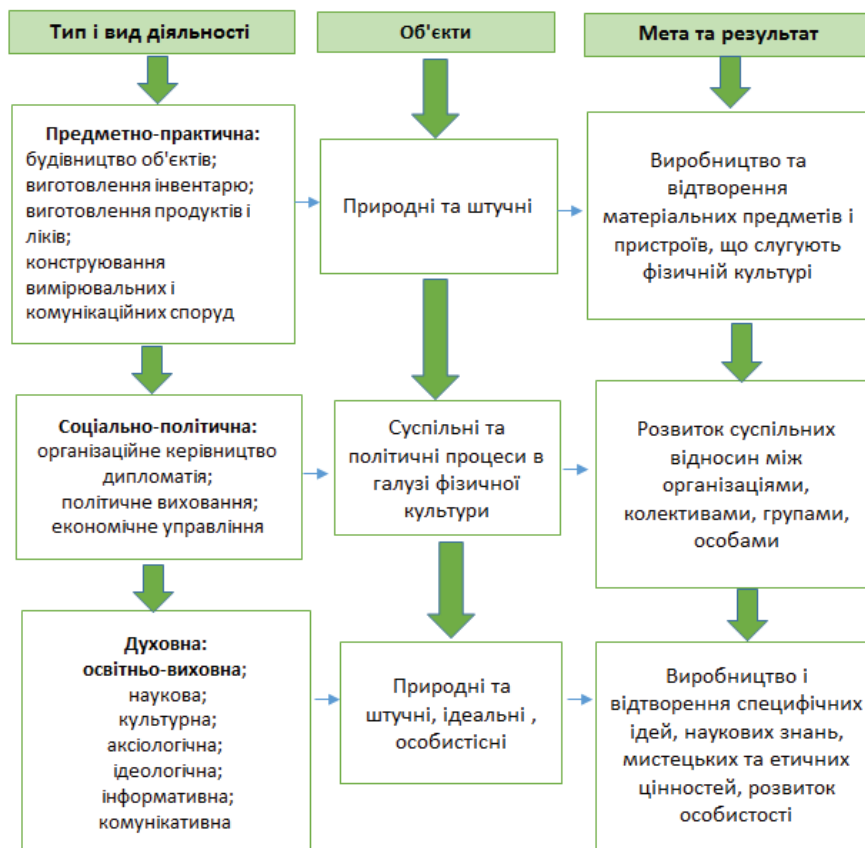 Тип і вид діяльності
Об'єкти
Мета та результат
Предметно-практична:
будівництво об'єктів;
виготовлення інвентарю;
виготовлення продуктів і
ліків;
конструювання
вимірювальних і
комунікаційних споруд
Природні та штучні
Виробництво та
відтворення
матеріальних предметів і
пристроїв, що слугують
фізичній культурі
Соціально-політична:
організаційне керівництво
дипломатія;
політичне виховання;
економічне управління
Суспільні та
політичні процеси в
галузі фізичної
культури
Розвиток суспільних
відносин між
організаціями,
колективами, групами,
особами
Духовна:
освітньо-виховна;
наукова;
культурна;
аксіологічна;
ідеологічна;
інформативна;
комунікативна
Природні та
штучні, ідеальні ,
особистісні
Виробництво і
відтворення специфічних
ідей, наукових знань,
мистецьких та етичних
цінностей, розвиток
особистості